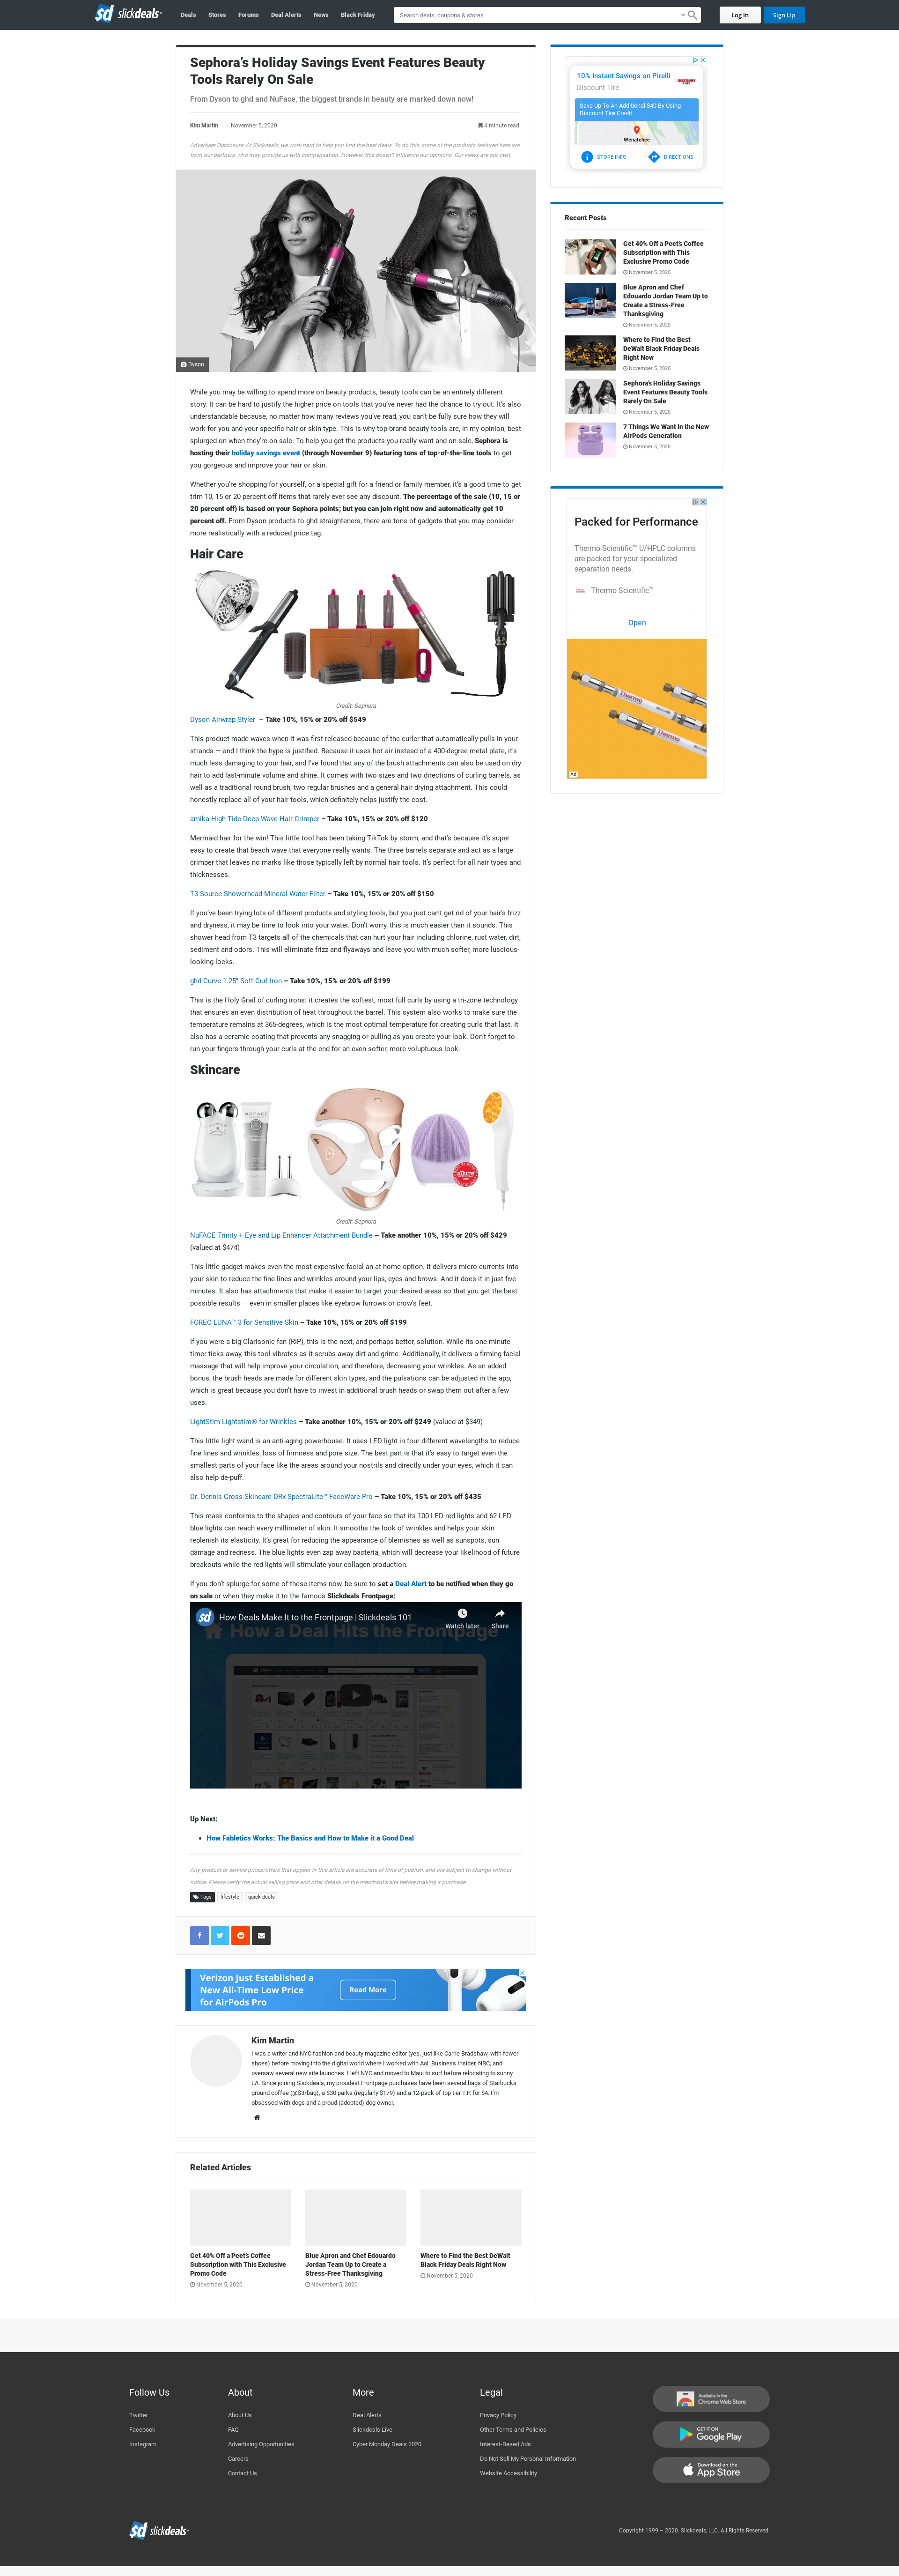 sd slickdeals
Deals Stores Forums Deal Alerts News Black Friday
Search deals, coupons & stores
Log In
Sign Up
Sephora's Holiday Savings Event Features Beauty
Tools Rarely On Sale
From Dyson to ghd and NuFACE, the biggest brands in beauty are marked down now!
Kim Martin - November 5, 2020
4 minute read
Advertiser Disclosure: At Slickdeals, we work hard to help you find the best deals. To do this, some of the products featured here are
from our partners, who may provide us with compensation. However, this doesn't influence our opinions. Our views are our own.
Dyson
While you may be willing to spend more on beauty products, beauty tools can be an entirely different
story. It can be hard to justify the higher price on tools that you've never had the chance to try out. It's also
understandable because, no matter how many reviews you've read, you can't be fully sure how they will
work for you and your specific hair or skin type. This is why top-brand beauty tools are, in my opinion, best
splurged-on when they're on sale. To help you get the products you really want and on sale, Sephora is
hosting their holiday savings event (through November 9) featuring tons of top-of-the-line tools to get
you gorgeous and improve your hair or skin.
Whether you're shopping for yourself, or a special gift for a friend or family member, it's a good time to get
trim 10, 15 or 20 percent off items that rarely ever see any discount. The percentage of the sale (10, 15 or
20 percent off) is based on your Sephora points; but you can join right now and automatically get 10
percent off. From Dyson products to ghd straighteners, there are tons of gadgets that you may consider
more realistically with a reduced price tag.
Hair Care
Credit: Sephora
Dyson Airwrap Styler – Take 10%, 15% or 20% off $549
This product made waves when it was first released because of the curler that automatically pulls in your
strands — and I think the hype is justified. Because it uses hot air instead of a 400-degree metal plate, it's
much less damaging to your hair, and I've found that any of the brush attachments can also be used on dry
hair to add last-minute volume and shine. It comes with two sizes and two directions of curling barrels, as
well as a traditional round brush, two regular brushes and a general hair drying attachment. This could
honestly replace all of your hair tools, which definitely helps justify the cost.
amika High Tide Deep Wave Hair Crimper – Take 10%, 15% or 20% off $120
Mermaid hair for the win! This little tool has been taking TikTok by storm, and that's because it's super
easy to create that beach wave that everyone really wants. The three barrels separate and act as a large
crimper that leaves no marks like those typically left by normal hair tools. It's perfect for all hair types and
thicknesses.
T3 Source Showerhead Mineral Water Filter – Take 10%, 15% or 20% off $150
If you've been trying lots of different products and styling tools, but you just can't get rid of your hair's frizz
and dryness, it may be time to look into your water. Don't worry, this is much easier than it sounds. This
shower head from T3 targets all of the chemicals that can hurt your hair including chlorine, rust water, dirt,
sediment and odors. This will eliminate frizz and flyaways and leave you with much softer, more luscious-
looking locks.
ghd Curve 1.25" Soft Curl Iron – Take 10%, 15% or 20% off $199
This is the Holy Grail of curling irons: it creates the softest, most full curls by using a tri-zone technology
that ensures an even distribution of heat throughout the barrel. This system also works to make sure the
temperature remains at 365-degrees, which is the most optimal temperature for creating curls that last. It
also has a ceramic coating that prevents any snagging or pulling as you create your look. Don't forget to
run your fingers through your curls at the end for an even softer, more voluptuous look.
Skincare
Credit: Sephora
NuFACE Trinity + Eye and Lip Enhancer Attachment Bundle – Take another 10%, 15% or 20% off $429
(valued at $474)
This little gadget makes even the most expensive facial an at-home option. It delivers micro-currents into
your skin to reduce the fine lines and wrinkles around your lips, eyes and brows. And it does it in just five
minutes. It also has attachments that make it easier to target your desired areas so that you get the best
possible results — even in smaller places like eyebrow furrows or crow's feet.
FOREO LUNA™ 3 for Sensitive Skin – Take 10%, 15% or 20% off $199
If you were a big Clarisonic fan (RIP), this is the next, and perhaps better, solution. While its one-minute
timer ticks away, this tool vibrates as it scrubs away dirt and grime. Additionally, it delivers a firming facial
massage that will help improve your circulation, and therefore, decreasing your wrinkles. As an added
bonus, the brush heads are made for different skin types, and the pulsations can be adjusted in the app,
which is great because you don't have to invest in additional brush heads or swap them out after a few
uses.
LightStim Lightstim® for Wrinkles – Take another 10%, 15% or 20% off $249 (valued at $349)
This little light wand is an anti-aging powerhouse. It uses LED light in four different wavelengths to reduce
fine lines and wrinkles, loss of firmness and pore size. The best part is that it's easy to target even the
smallest parts of your face like the areas around your nostrils and directly under your eyes, which it can
also help de-puff.
Dr. Dennis Gross Skincare DRx SpectraLite™ FaceWare Pro – Take 10%, 15% or 20% off $435
This mask conforms to the shapes and contours of your face so that its 100 LED red lights and 62 LED
blue lights can reach every millimeter of skin. It smooths the look of wrinkles and helps your skin
replenish its elasticity. It's great for reducing the appearance of blemishes as well as sunspots, sun
damage and redness. The blue lights even zap away bacteria, which will decrease your likelihood of future
breakouts while the red lights will stimulate your collagen production.
If you don't splurge for some of these items now, be sure to set a Deal Alert to be notified when they go
on sale or when they make it to the famous Slickdeals Frontpage:
How Deals Make It to the Frontpage | Slickdeals 101
Watch later
Share
How a Deal Hits the Frontpage
Up Next:
How Fabletics Works: The Basics and How to Make it a Good Deal
Any product or service prices/offers that appear in this article are accurate at time of publish, and are subject to change without
notice. Please verify the actual selling price and offer details on the merchant's site before making a purchase.
Tags lifestyle quick-deals
Verizon Just Established a
New All-Time Low Price
for AirPods Pro
Read More
Kim Martin
I was a writer and NYC fashion and beauty magazine editor (yes, just like Carrie Bradshaw, with fewer
shoes) before moving into the digital world where I worked with Aol, Business Insider, NBC, and
oversaw several new site launches. I left NYC and moved to Maui to surf before relocating to sunny
LA. Since joining Slickdeals, my proudest Frontpage purchases have been several bags of Starbucks
ground coffee (@$3/bag), a $30 parka (regularly $179) and a 12-pack of top tier T.P. for $4. I'm
obsessed with dogs and a proud (adopted) dog owner.
Related Articles
Get 40% Off a Peet's Coffee
Subscription with This Exclusive
Promo Code
November 5, 2020
Blue Apron and Chef Edouardo
Jordan Team Up to Create a
Stress-Free Thanksgiving
November 5, 2020
Where to Find the Best DeWalt
Black Friday Deals Right Now
November 5, 2020
10% Instant Savings on Pirelli
Discount Tire
Save Up To An Additional $40 By Using
Discount Tire Credit!
Wenatchee
STORE INFO
DIRECTIONS
Recent Posts
Get 40% Off a Peet's Coffee
Subscription with This
Exclusive Promo Code
November 5, 2020
Blue Apron and Chef
Edouardo Jordan Team Up to
Create a Stress-Free
Thanksgiving
November 5, 2020
Where to Find the Best
DeWalt Black Friday Deals
Right Now
November 5, 2020
Sephora's Holiday Savings
Event Features Beauty Tools
Rarely On Sale
November 5, 2020
7 Things We Want in the New
AirPods Generation
November 5, 2020
Packed for Performance
Thermo Scientific™ U/HPLC columns
are packed for your specialized
separation needs.
Thermo Scientific™
Open
Ad
Follow Us
Twitter
Facebook
Instagram
About
About Us
FAQ
Advertising Opportunities
Careers
Contact Us
More
Deal Alerts
Slickdeals Live
Cyber Monday Deals 2020
Legal
Privacy Policy
Other Terms and Policies
Interest-Based Ads
Do Not Sell My Personal Information
Website Accessibility
Available in the
Chrome Web Store
GET IT ON
Google Play
Download on the
App Store
sd slickdeals
Copyright 1999 – 2020. Slickdeals, LLC. All Rights Reserved.